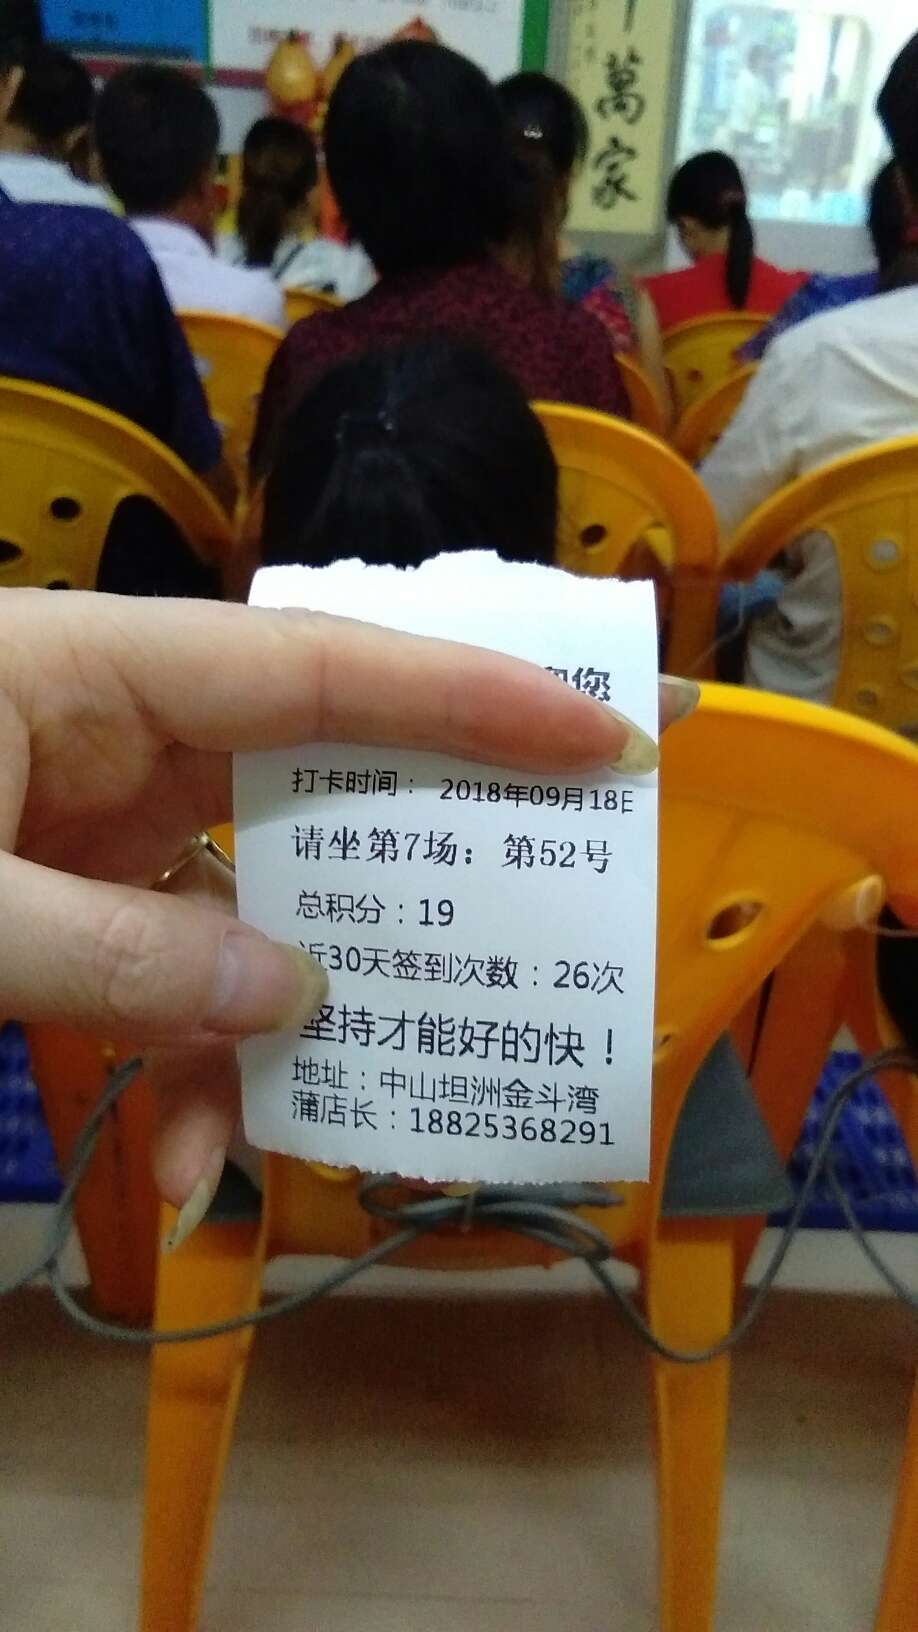 萬家
您
打卡时间： 2018年09月18日
请坐第7场：第52号
总积分：19
近30天签到次数：26次
坚持才能好的快！
地址：中山坦洲金斗湾
蒲店长：18825368291